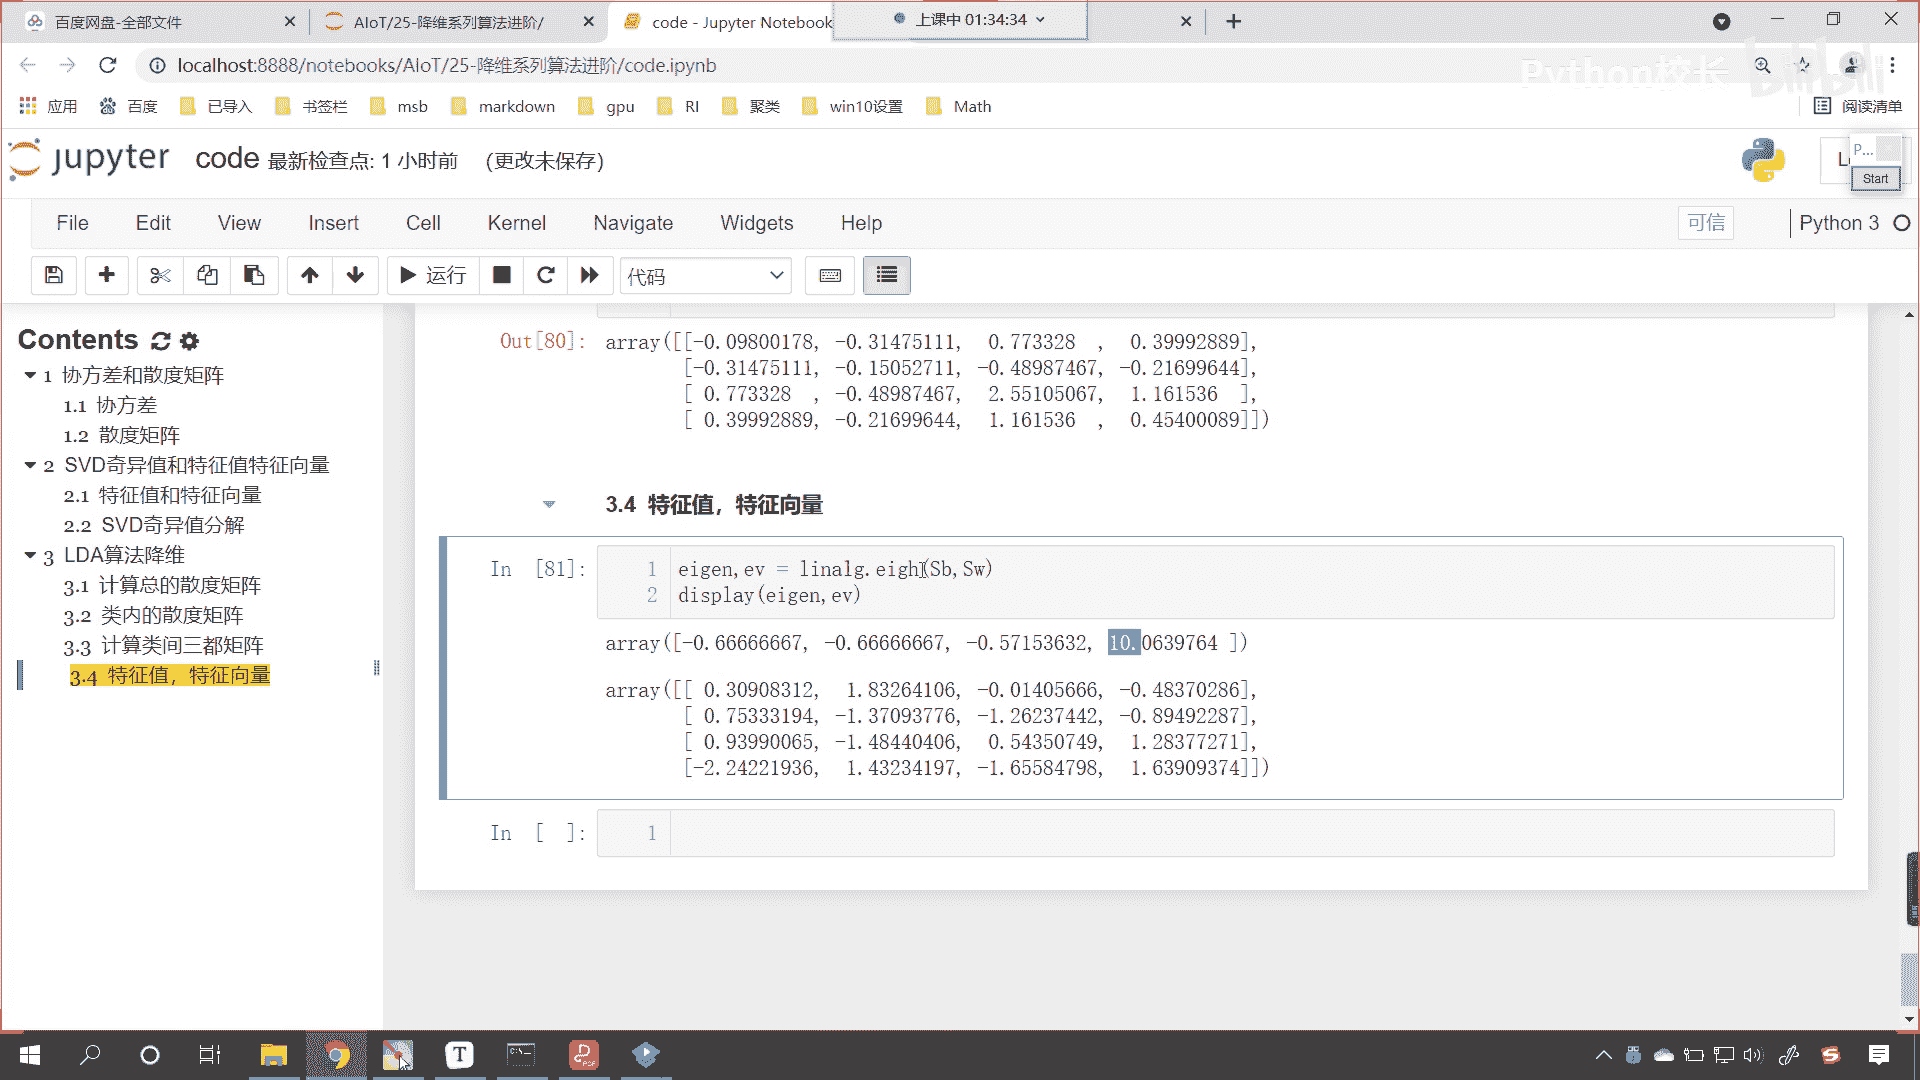 百度网盘-全部文件
AIoT/25-降维系列算法进阶/
code - Jupyter Notebook
上课中 01:34:34
localhost:8888/notebooks/AIoT/25-降维系列算法进阶/code.ipynb
Python校长
bilibili
应用 百度 已导入 书签栏 msb markdown gpu RI 聚类 win10设置 Math 阅读清单
jupyter code 最新检查点: 1 小时前 (更改未保存)
P...
Start
File Edit View Insert Cell Kernel Navigate Widgets Help 可信 Python 3
运行 代码
Contents
1 协方差和散度矩阵
1.1 协方差
1.2 散度矩阵
2 SVD奇异值和特征值特征向量
2.1 特征值和特征向量
2.2 SVD奇异值分解
3 LDA算法降维
3.1 计算总的散度矩阵
3.2 类内的散度矩阵
3.3 计算类间三都矩阵
3.4 特征值，特征向量
Out[80]: array([[-0.09800178, -0.31475111, 0.773328 , 0.39992889],
[-0.31475111, -0.15052711, -0.48987467, -0.21699644],
[ 0.773328 , -0.48987467, 2.55105067, 1.161536 ],
[ 0.39992889, -0.21699644, 1.161536 , 0.45400089]])
3.4 特征值，特征向量
In [81]: 1 eigen,ev = linalg.eigh(Sb,Sw)
2 display(eigen,ev)
array([-0.66666667, -0.66666667, -0.57153632, 10.0639764 ])
array([[ 0.30908312, 1.83264106, -0.01405666, -0.48370286],
[ 0.75333194, -1.37093776, -1.26237442, -0.89492287],
[ 0.93990065, -1.48440406, 0.54350749, 1.28377271],
[-2.24221936, 1.43234197, -1.65584798, 1.63909374]])
In [ ]: 1